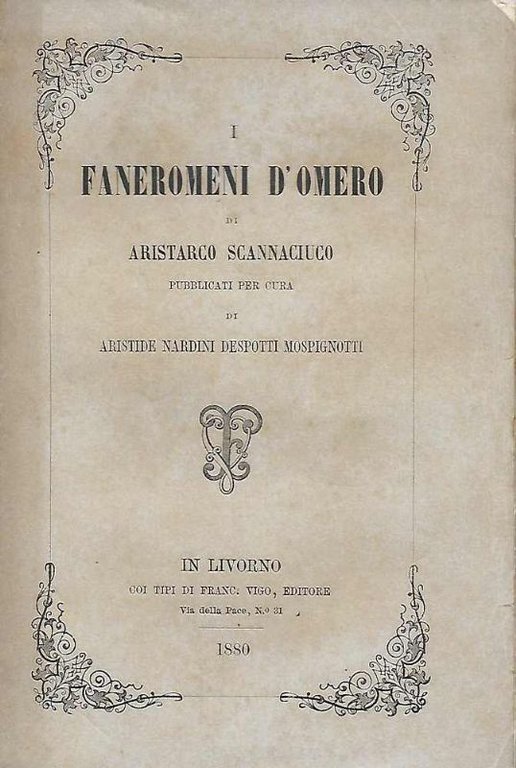 I
FANEROMENI D'OMERO
DI
ARISTARCO SCANNACIUCO
PUBBLICATI PER CURA
DI
ARISTIDE NARDINI DESPOTTI MOSPIGNOTTI
IN LIVORNO
COI TIPI DI FRANC. VIGO, EDITORE
Via della Pace, N.º 31
1880